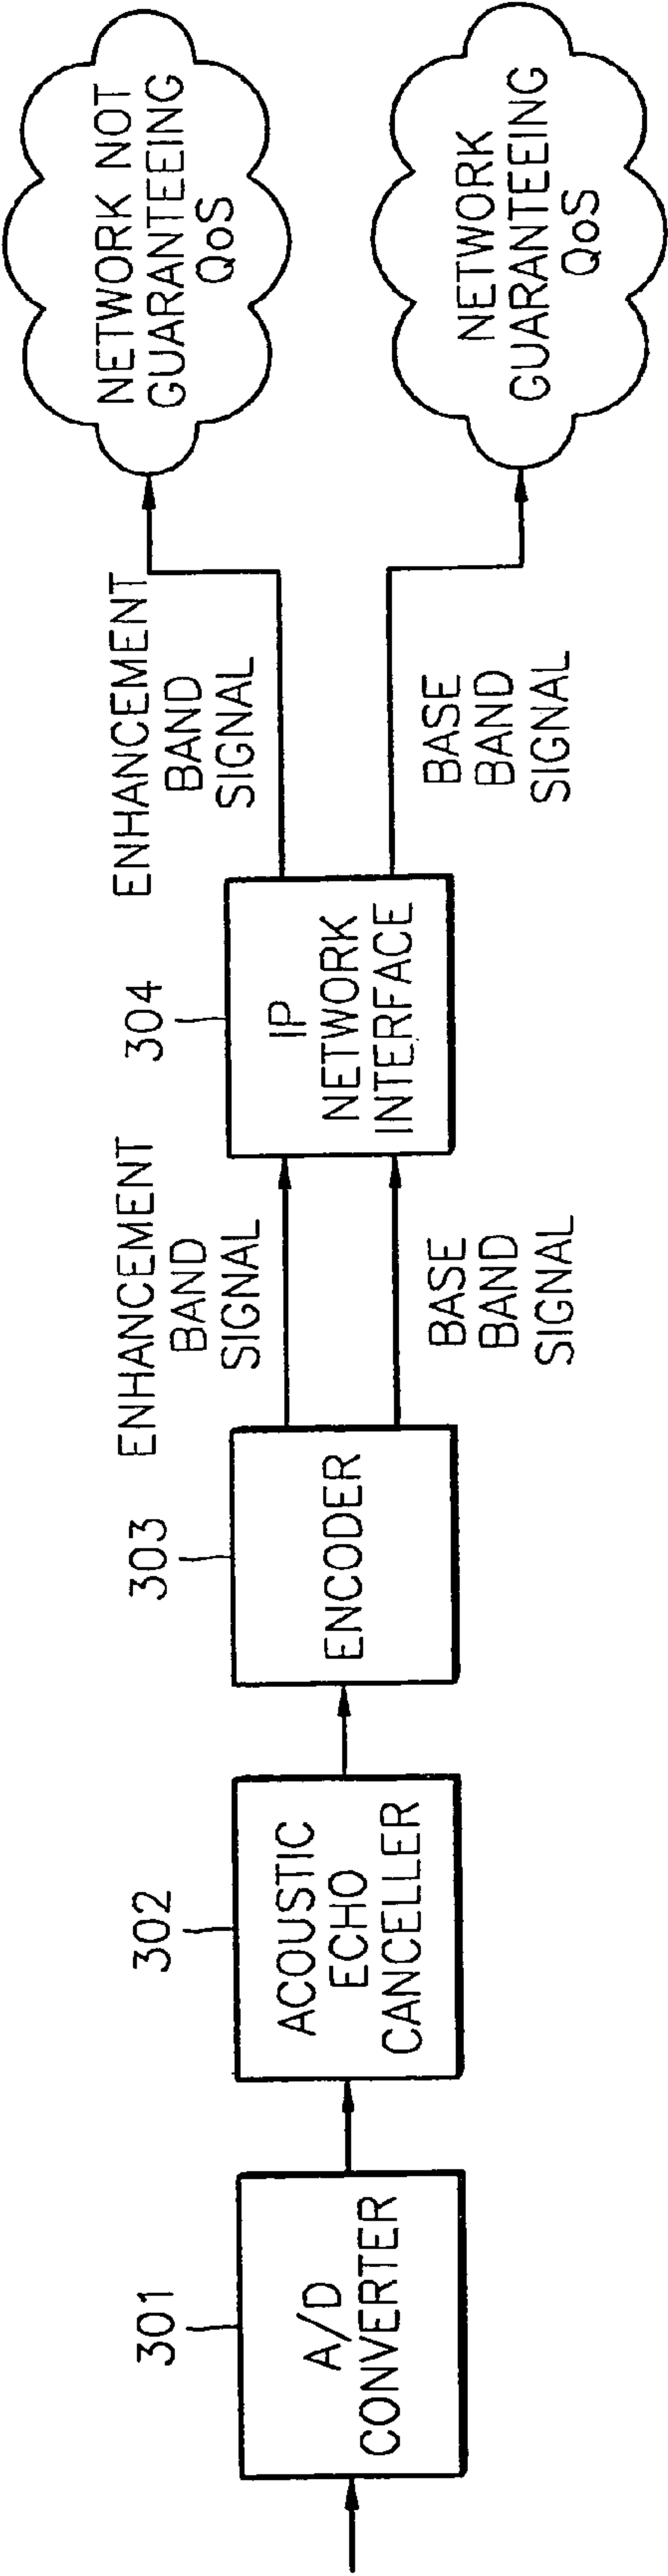 301
A/D
CONVERTER
302
ACOUSTIC
ECHO
CANCELLER
303
ENCODER
ENHANCEMENT
BAND
SIGNAL
BASE
BAND
SIGNAL
304
IP
NETWORK
INTERFACE
ENHANCEMENT
BAND
SIGNAL
BASE
BAND
SIGNAL
NETWORK NOT
GUARANTEEING
QoS
NETWORK
GUARANTEEING
QoS